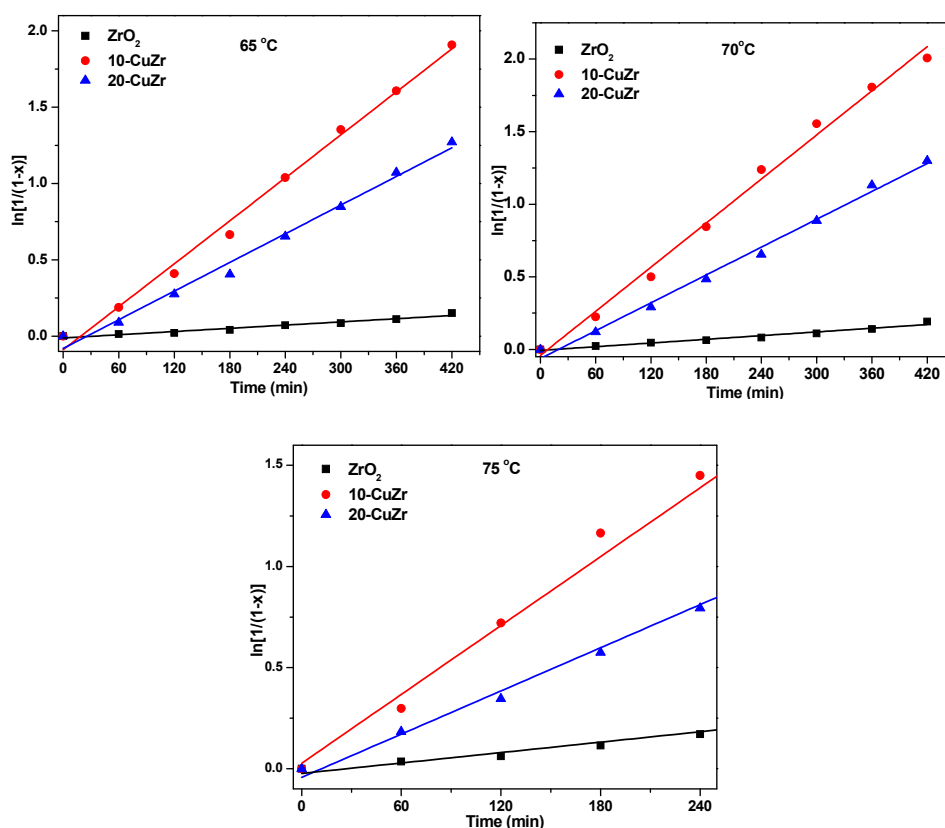 65 °C
ZrO2
10-CuZr
20-CuZr
ln[1/(1-x)]
2.0
1.5
1.0
0.5
0.0
0 60 120 180 240 300 360 420
Time (min)
70°C
ZrO2
10-CuZr
20-CuZr
ln[1/(1-x)]
2.0
1.5
1.0
0.5
0.0
0 60 120 180 240 300 360 420
Time (min)
75 °C
ZrO2
10-CuZr
20-CuZr
ln[1/(1-x)]
1.5
1.0
0.5
0.0
0 60 120 180 240
Time (min)